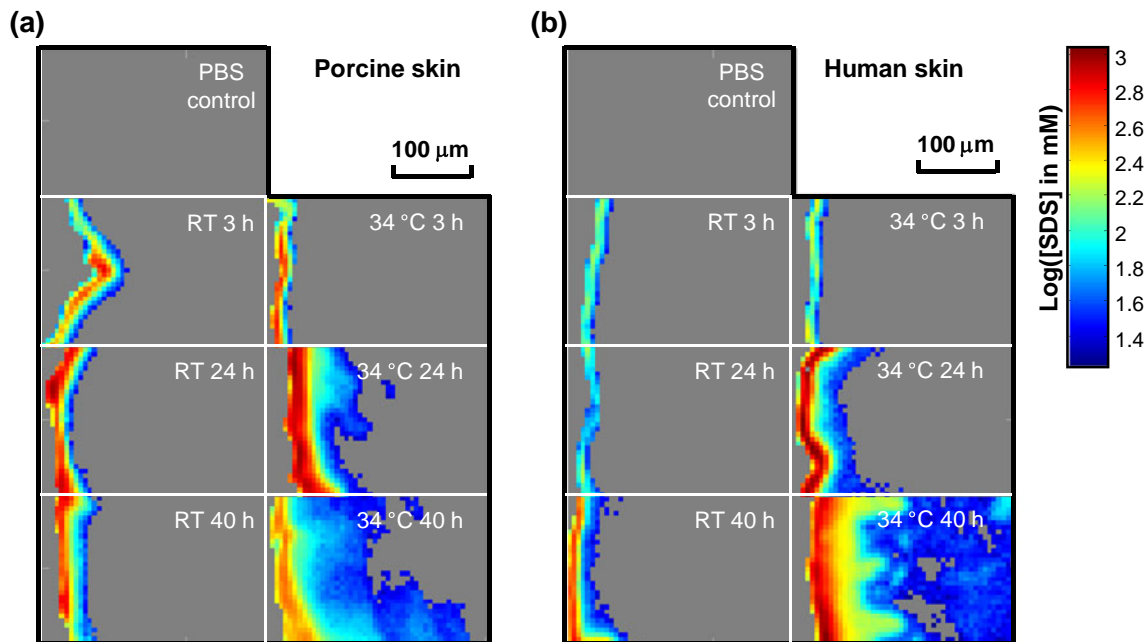 (a)
PBS
control
Porcine skin
100 μm
RT 3 h
34 °C 3 h
RT 24 h
34 °C 24 h
RT 40 h
34 °C 40 h
(b)
PBS
control
Human skin
100 μm
RT 3 h
34 °C 3 h
RT 24 h
34 °C 24 h
RT 40 h
34 °C 40 h
Log([SDS] in mM)
3
2.8
2.6
2.4
2.2
2
1.8
1.6
1.4